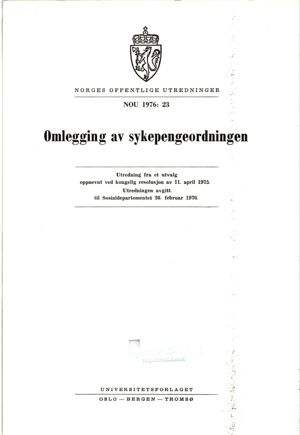 NORGES OFFENTLIGE UTREDNINGER
NOU 1976: 23
Omlegging av sykepengeordningen
Utredning fra et utvalg
oppnevnt ved kongelig resolusjon av 11. april 1975.
Utredningen avgitt
til Sosialdepartementet 20. februar 1976.
UNIVERSITETSFORLAGET
OSLO — BERGEN — TROMSØ